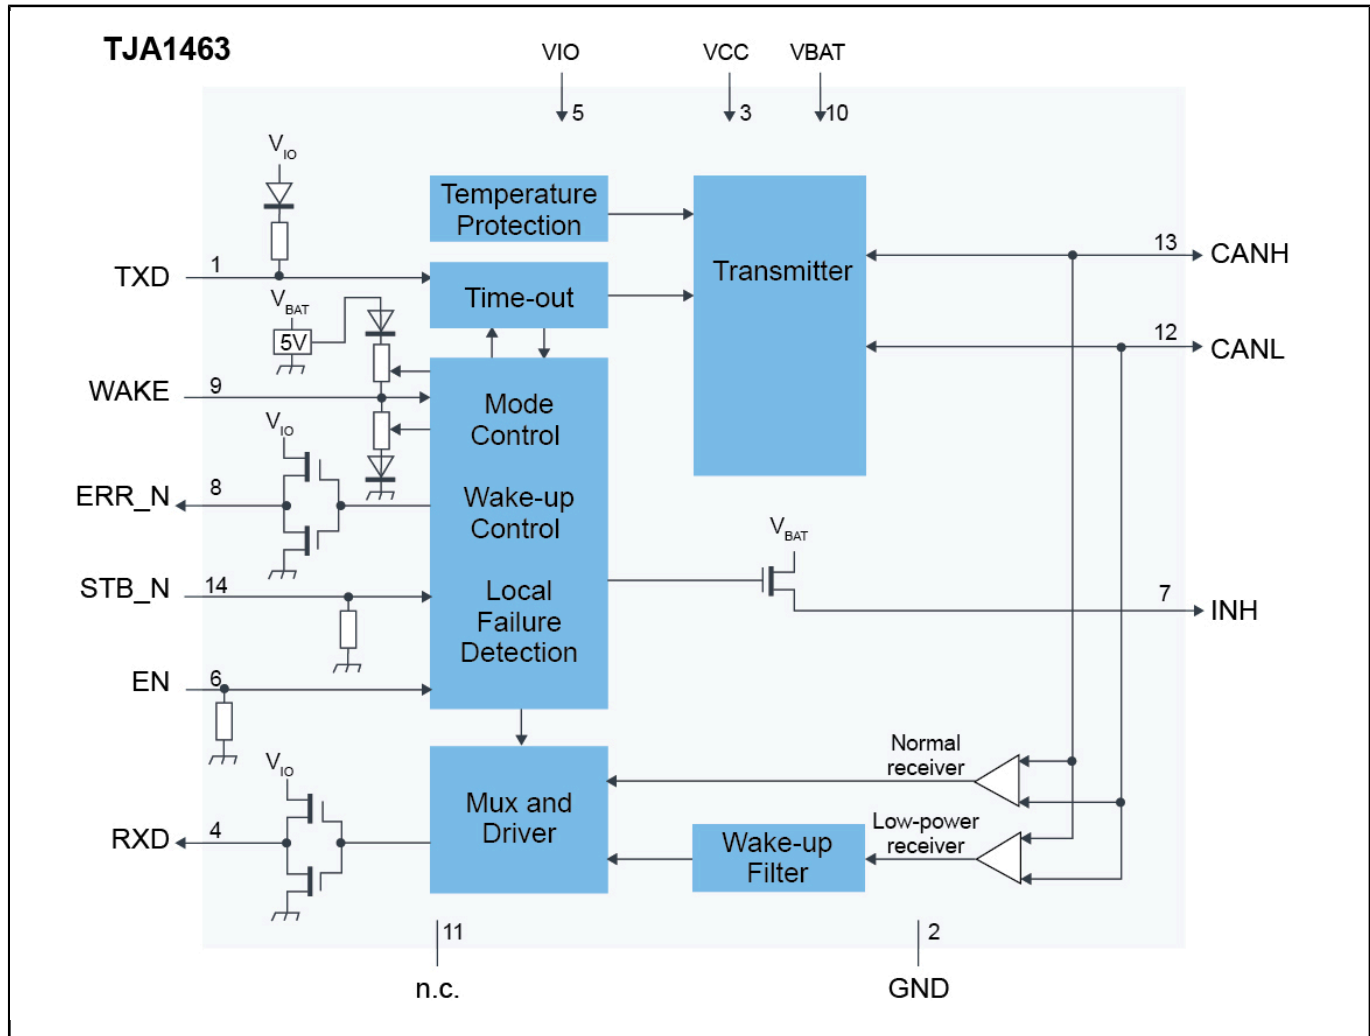 TJA1463
VIO
VCC
VBAT
5
3
10
VIO
Temperature
Protection
Transmitter
13
CANH
TXD
1
Time-out
VBAT
5V
12
CANL
WAKE
9
Mode
Control
VIO
ERR_N
8
Wake-up
Control
VBAT
STB_N
14
Local
Failure
Detection
7
INH
EN
6
Normal
receiver
VIO
Mux and
Driver
RXD
4
Low-power
receiver
Wake-up
Filter
11
2
n.c.
GND